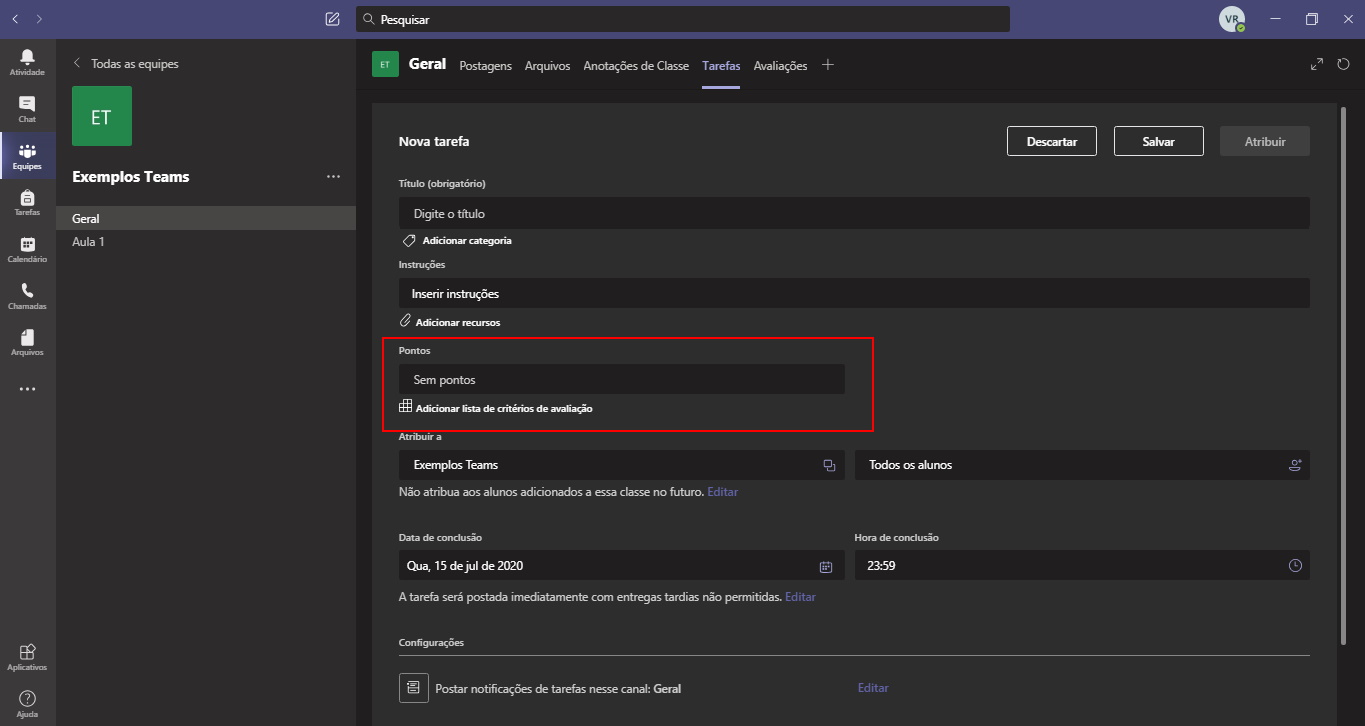 Pesquisar
VR
Atividade
Chat
Equipes
Tarefas
Calendário
Chamadas
Arquivos
Aplicativos
Ajuda
Todas as equipes
ET
Exemplos Teams
Geral
Aula 1
ET Geral Postagens Arquivos Anotações de Classe Tarefas Avaliações
Nova tarefa Descartar Salvar Atribuir
Título (obrigatório)
Digite o título
Adicionar categoria
Instruções
Inserir instruções
Adicionar recursos
Pontos
Sem pontos
Adicionar lista de critérios de avaliação
Atribuir a
Exemplos Teams Todos os alunos
Não atribua aos alunos adicionados a essa classe no futuro. Editar
Data de conclusão Hora de conclusão
Qua, 15 de jul de 2020 23:59
A tarefa será postada imediatamente com entregas tardias não permitidas. Editar
Configurações
Postar notificações de tarefas nesse canal: Geral Editar